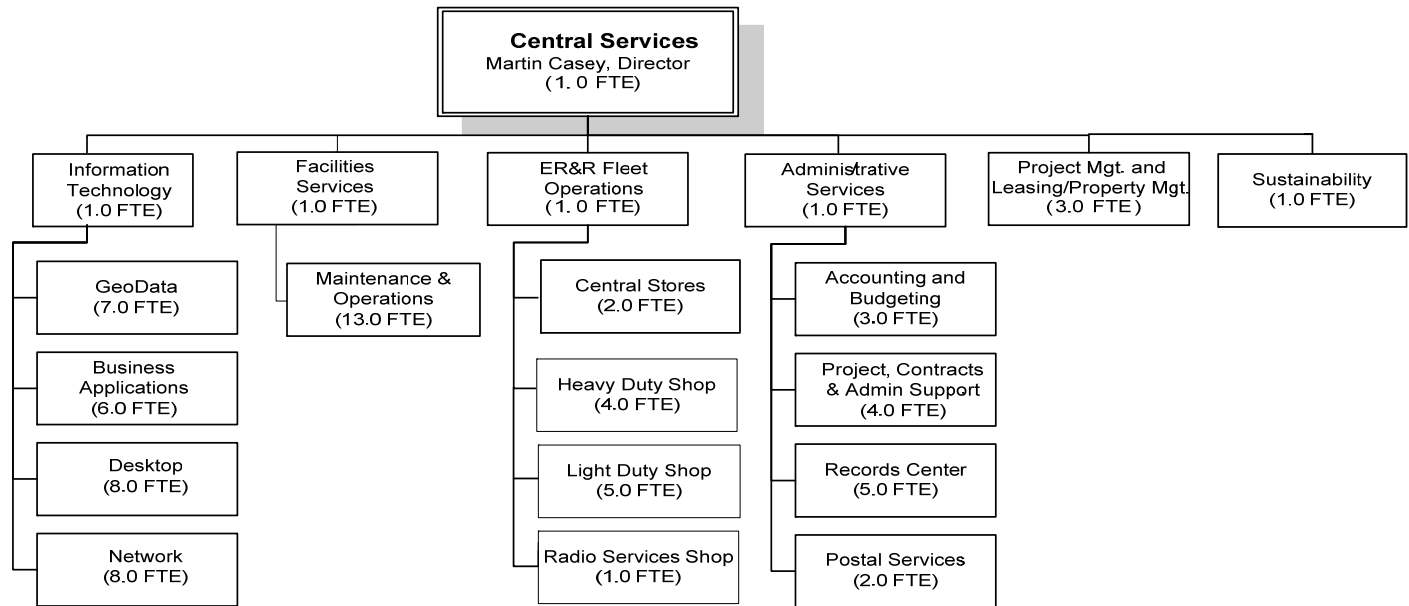 Central Services
Martin Casey, Director
(1. 0 FTE)
Information
Technology
(1.0 FTE)
Facilities
Services
(1.0 FTE)
ER&R Fleet
Operations
(1. 0 FTE)
Administrative
Services
(1.0 FTE)
Project Mgt. and
Leasing/Property Mgt.
(3.0 FTE)
Sustainability
(1.0 FTE)
GeoData
(7.0 FTE)
Business
Applications
(6.0 FTE)
Desktop
(8.0 FTE)
Network
(8.0 FTE)
Maintenance &
Operations
(13.0 FTE)
Central Stores
(2.0 FTE)
Heavy Duty Shop
(4.0 FTE)
Light Duty Shop
(5.0 FTE)
Radio Services Shop
(1.0 FTE)
Accounting and
Budgeting
(3.0 FTE)
Project, Contracts
& Admin Support
(4.0 FTE)
Records Center
(5.0 FTE)
Postal Services
(2.0 FTE)